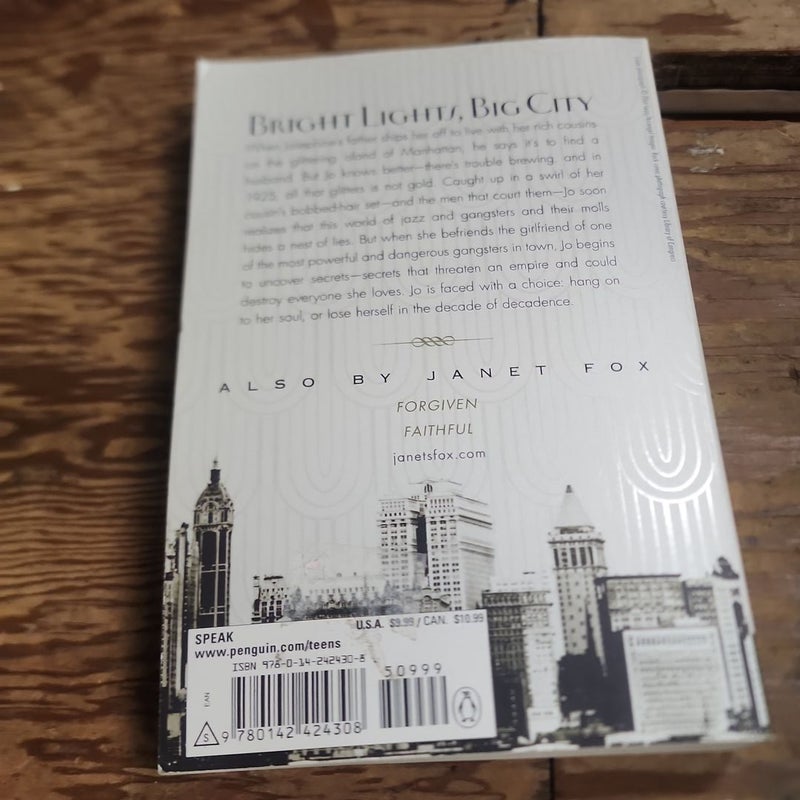 BRIGHT LIGHTS, BIG CITY
When Josephine's father ships her off to live with her rich cousins
on the glittering island of Manhattan, he says it's to find a
husband. But Jo knows better—there's trouble brewing, and in
1925, all that glitters is not gold. Caught up in a swirl of her
cousin's bobbed-hair set—and the men that court them—Jo soon
realizes that this world of jazz and gangsters and their molls
hides a nest of lies. But when she befriends the girlfriend of one
of the most powerful and dangerous gangsters in town, Jo begins
to uncover secrets—secrets that threaten an empire and could
destroy everyone she loves. Jo is faced with a choice: hang on
to her soul, or lose herself in the decade of decadence.
ALSO BY JANET FOX
FORGIVEN
FAITHFUL
janetsfox.com
SPEAK
www.penguin.com/teens
U.S.A. $9.99 / CAN. $10.99
ISBN 978-0-14-242430-8
50999
EAN
S
9 780142 424308